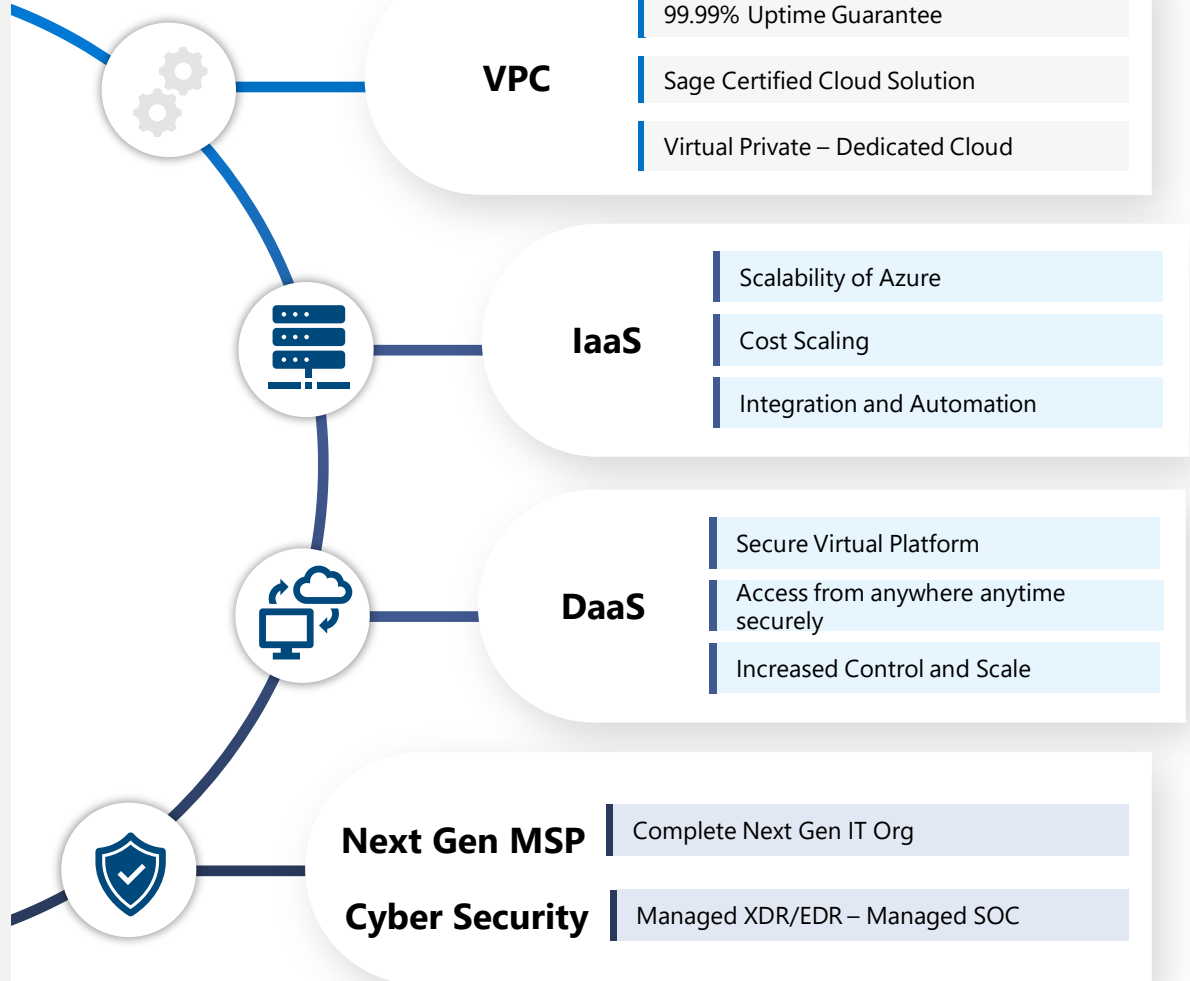 99.99% Uptime Guarantee
VPC
Sage Certified Cloud Solution
Virtual Private – Dedicated Cloud
Scalability of Azure
IaaS
Cost Scaling
Integration and Automation
Secure Virtual Platform
DaaS
Access from anywhere anytime
securely
Increased Control and Scale
Next Gen MSP
Complete Next Gen IT Org
Cyber Security
Managed XDR/EDR – Managed SOC